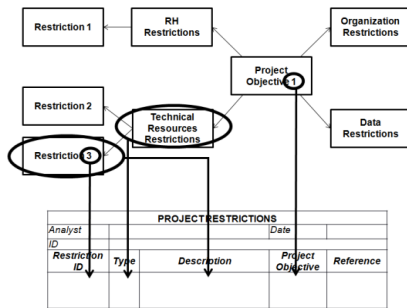 Restriction 1
RH
Restrictions
Organization
Restrictions
Project
Objective 1
Restriction 2
Technical
Resources
Restrictions
Data
Restrictions
Restriction 3
PROJECT RESTRICTIONS
Analyst
Date
ID
Restriction
ID
Type
Description
Project
Objective
Reference